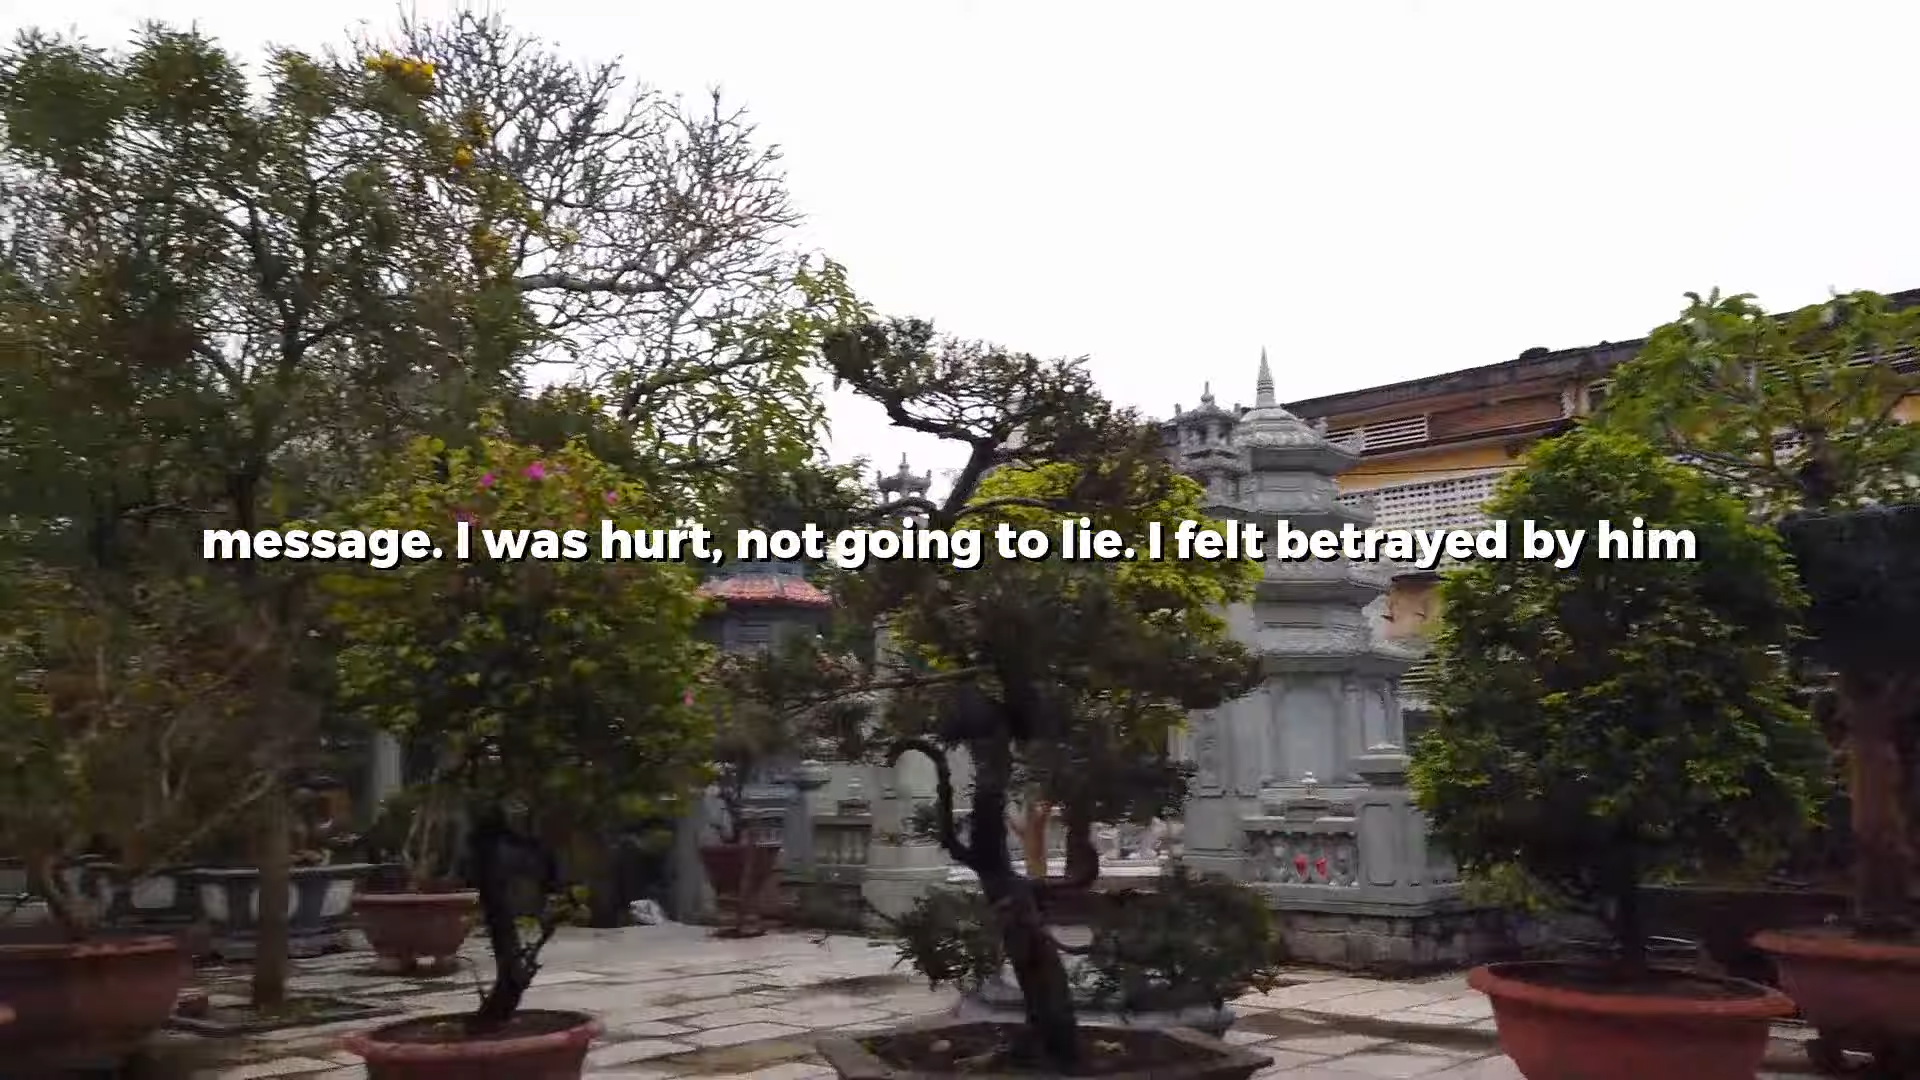 message. I was hurt, not going to lie. I felt betrayed by him